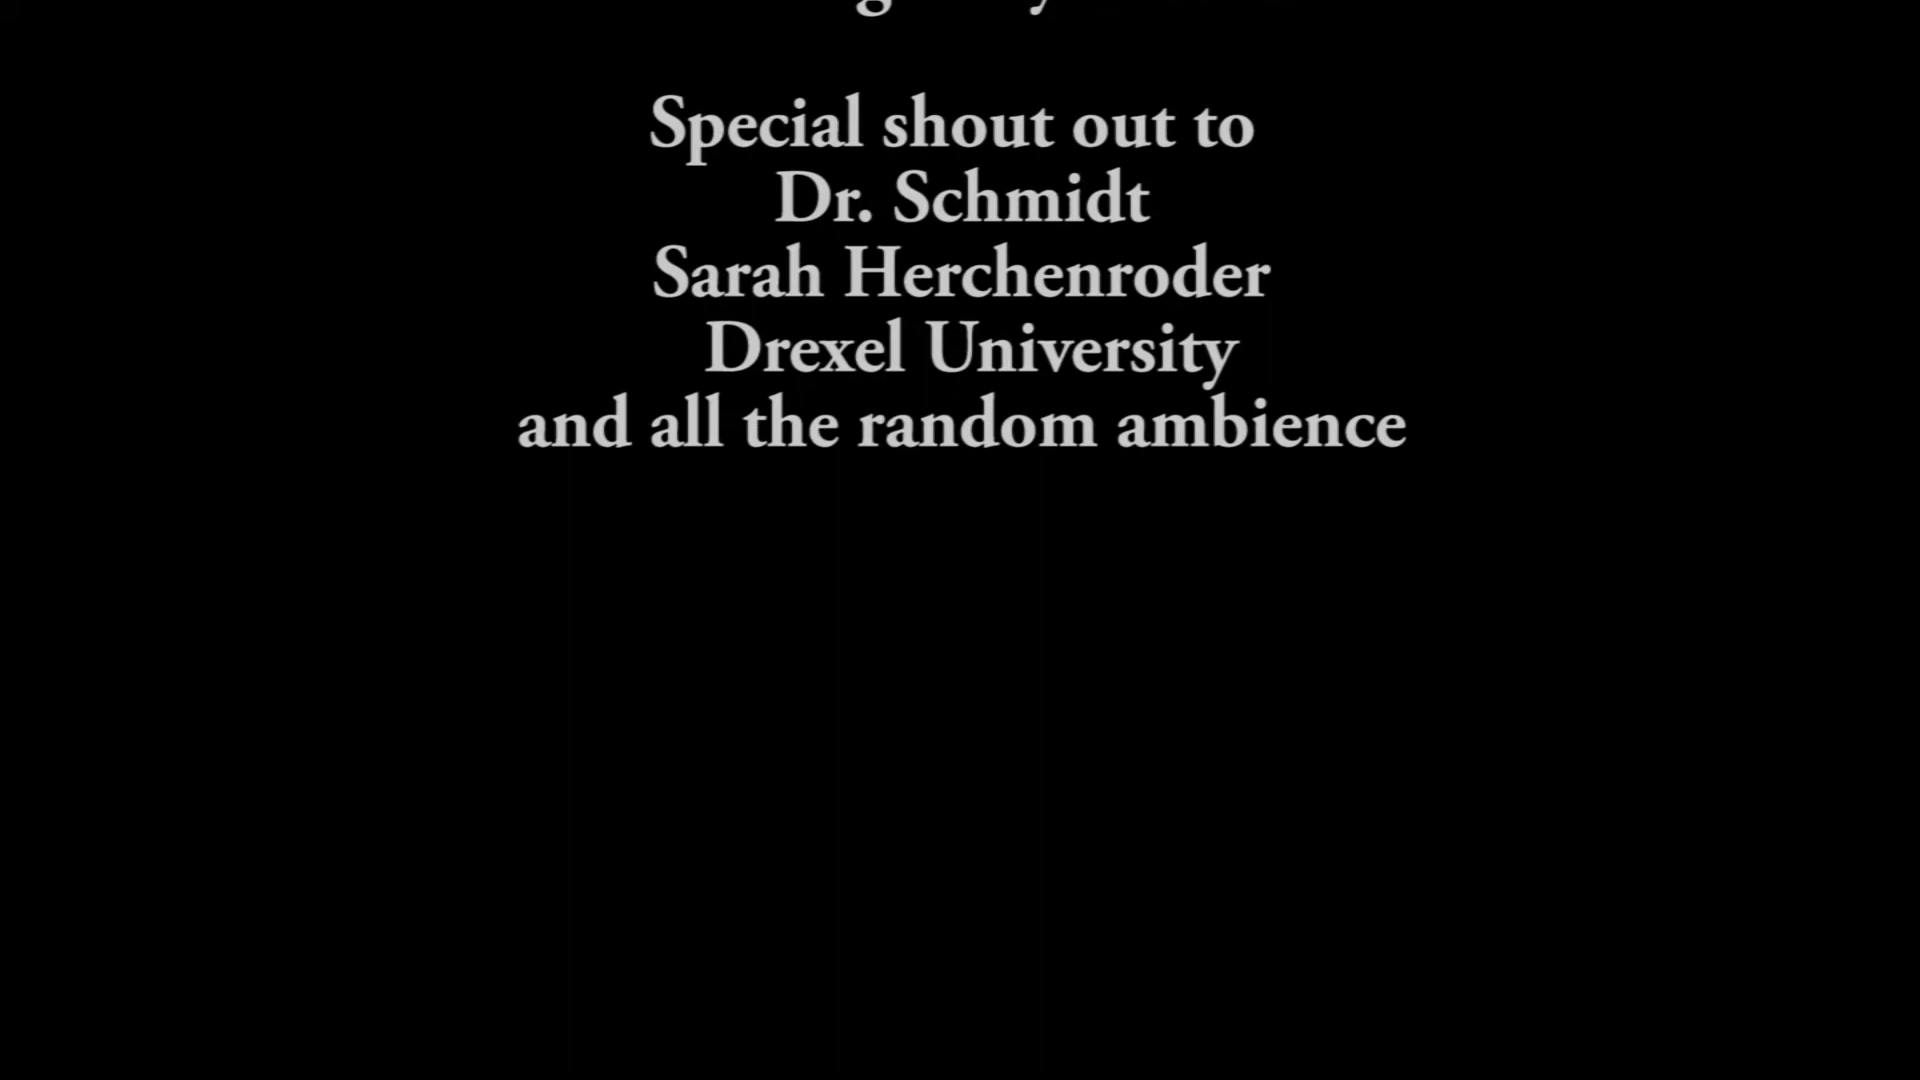 Special shout out to
Dr. Schmidt
Sarah Herchenroder
Drexel University
and all the random ambience